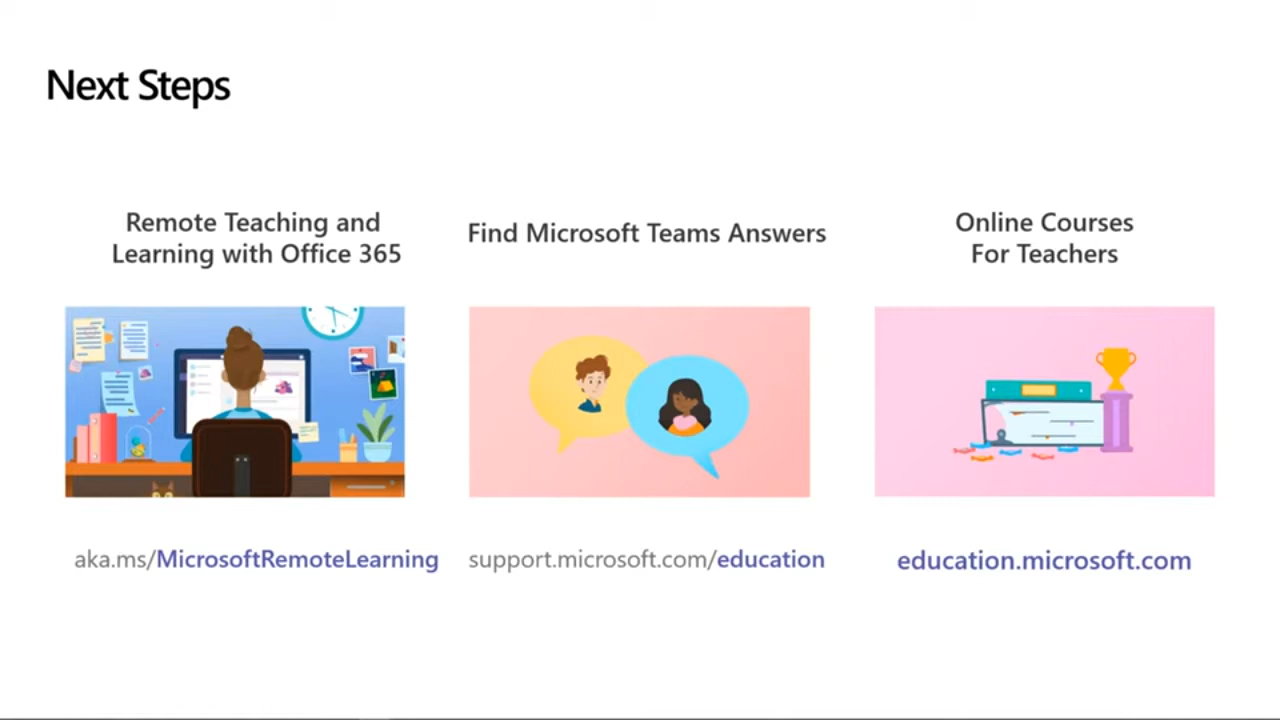 Next Steps
Remote Teaching and
Learning with Office 365
Find Microsoft Teams Answers
Online Courses
For Teachers
aka.ms/MicrosoftRemoteLearning
support.microsoft.com/education
education.microsoft.com